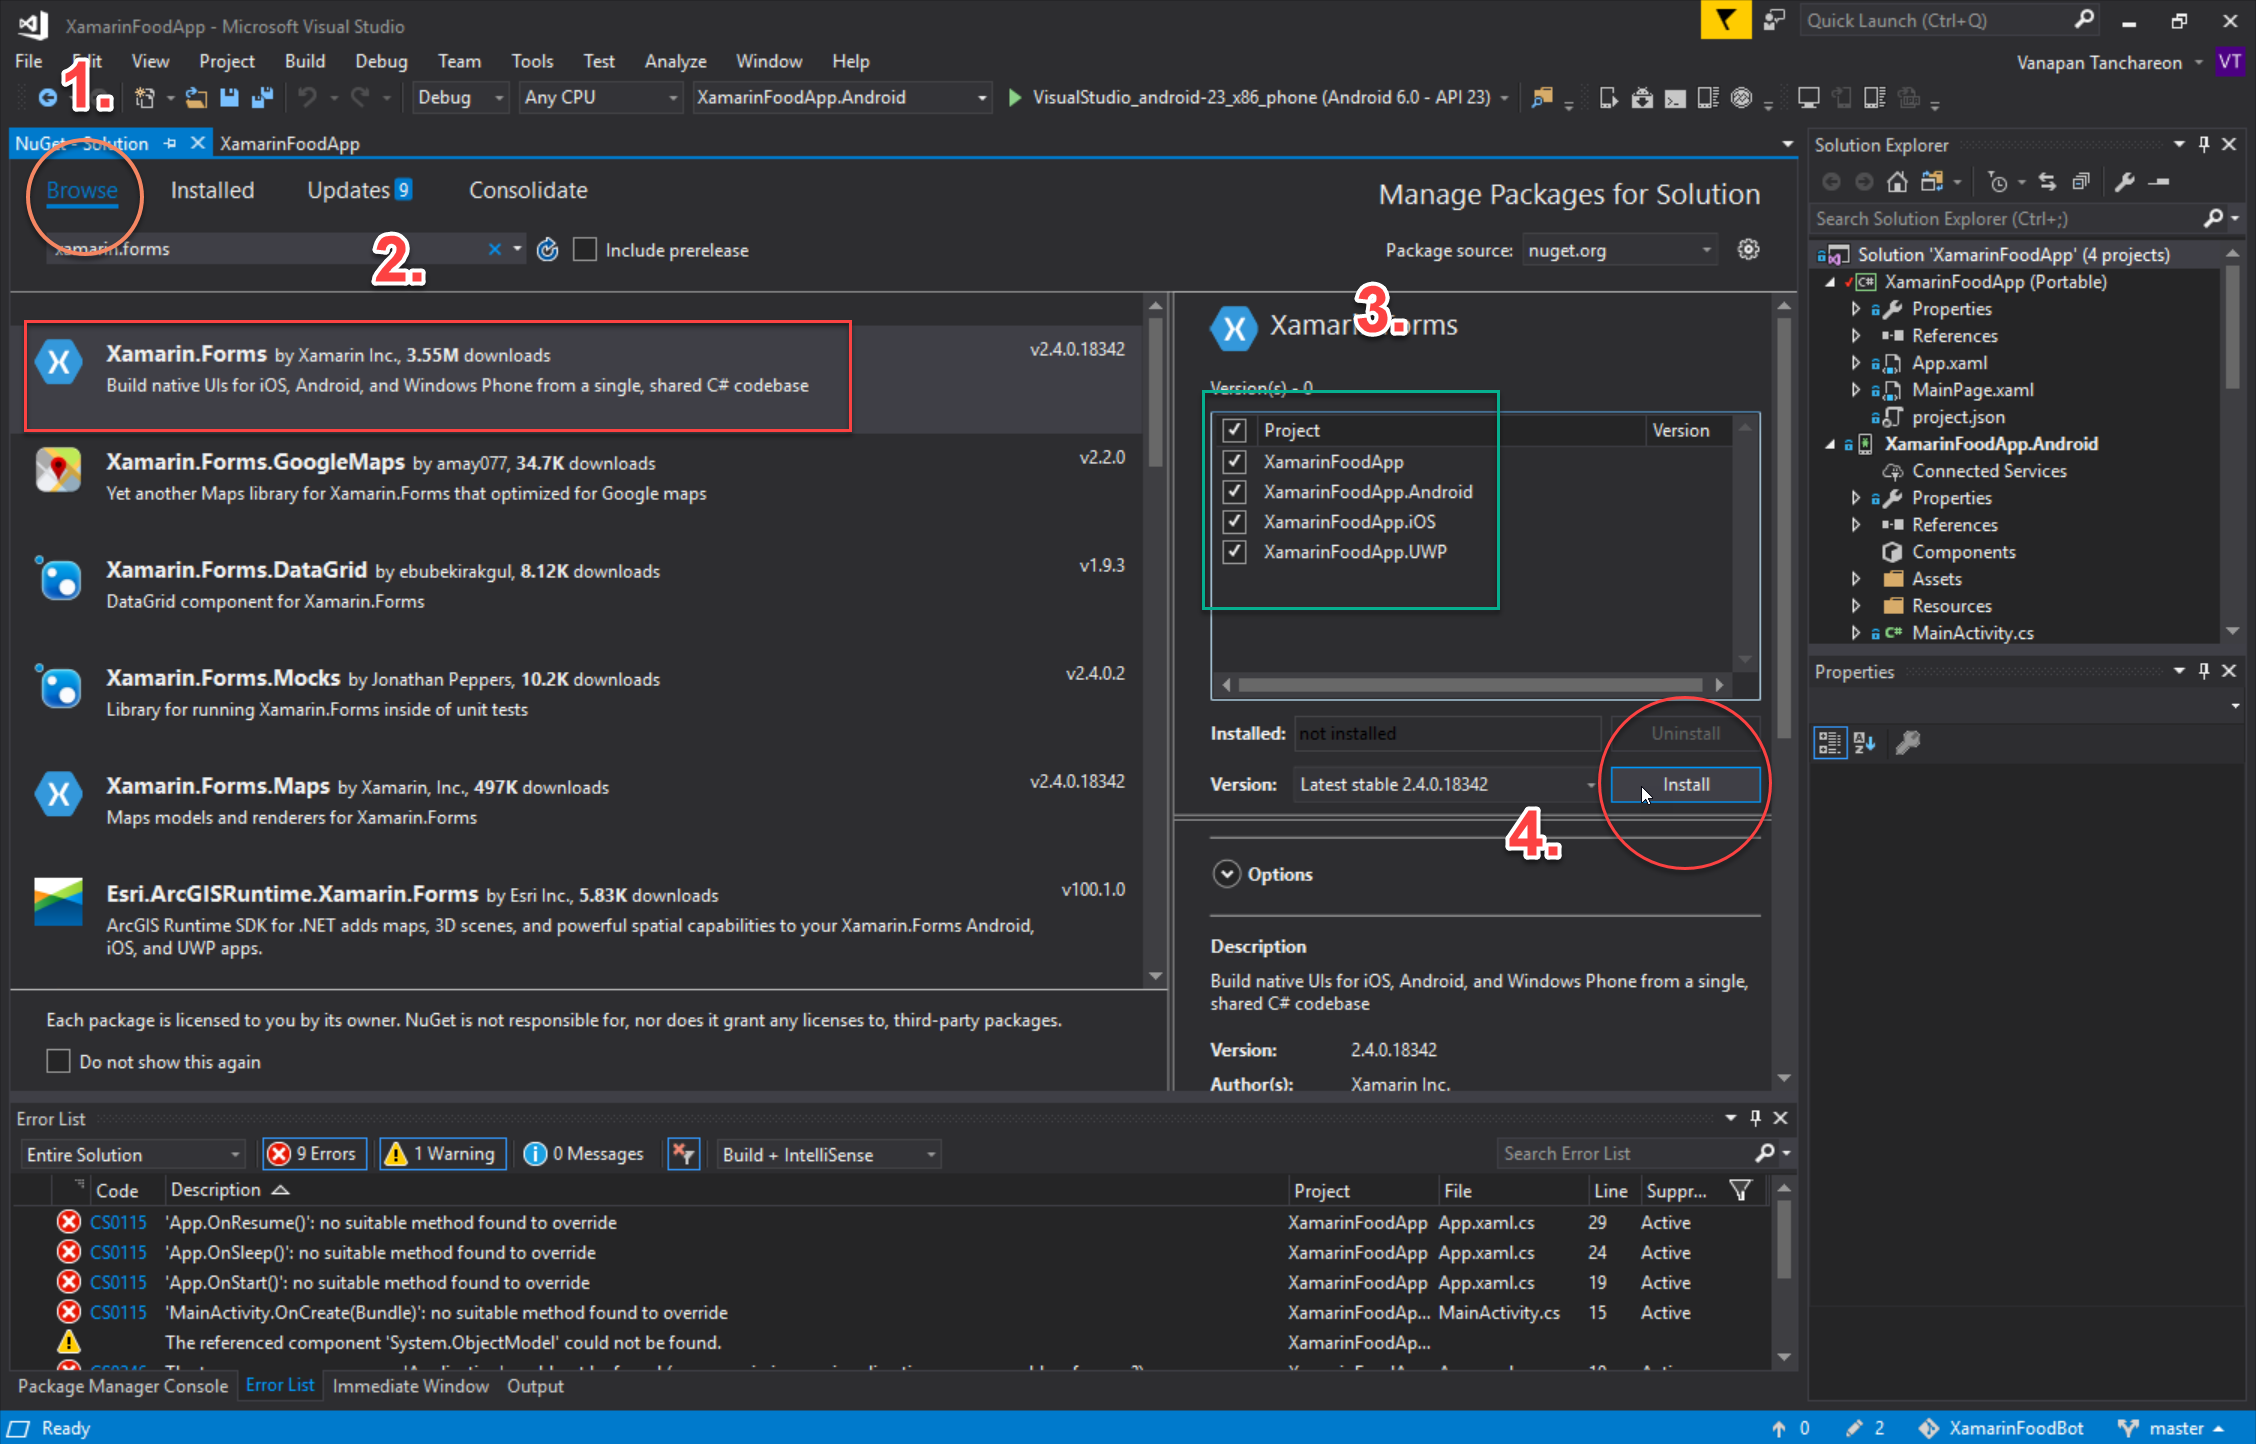 XamarinFoodApp - Microsoft Visual Studio
Quick Launch (Ctrl+Q)
File Edit View Project Build Debug Team Tools Test Analyze Window Help
Vanapan Tanchareon VT
1.
Debug Any CPU XamarinFoodApp.Android VisualStudio_android-23_x86_phone (Android 6.0 - API 23)
NuGet - Solution XamarinFoodApp
Browse Installed Updates 9 Consolidate
Manage Packages for Solution
xamarin.forms
2.
Include prerelease
Package source: nuget.org
Xamarin.Forms by Xamarin Inc., 3.55M downloads v2.4.0.18342
Build native UIs for iOS, Android, and Windows Phone from a single, shared C# codebase
Xamarin.Forms.GoogleMaps by amay077, 34.7K downloads v2.2.0
Yet another Maps library for Xamarin.Forms that optimized for Google maps
Xamarin.Forms.DataGrid by ebubekirakgul, 8.12K downloads v1.9.3
DataGrid component for Xamarin.Forms
Xamarin.Forms.Mocks by Jonathan Peppers, 10.2K downloads v2.4.0.2
Library for running Xamarin.Forms inside of unit tests
Xamarin.Forms.Maps by Xamarin, Inc., 497K downloads v2.4.0.18342
Maps models and renderers for Xamarin.Forms
Esri.ArcGISRuntime.Xamarin.Forms by Esri Inc., 5.83K downloads v100.1.0
ArcGIS Runtime SDK for .NET adds maps, 3D scenes, and powerful spatial capabilities to your Xamarin.Forms Android,
iOS, and UWP apps.
Each package is licensed to you by its owner. NuGet is not responsible for, nor does it grant any licenses to, third-party packages.
Do not show this again
3.
Xamarin.Forms
Version(s) - 0
Project Version
XamarinFoodApp
XamarinFoodApp.Android
XamarinFoodApp.iOS
XamarinFoodApp.UWP
Installed: not installed Uninstall
Version: Latest stable 2.4.0.18342 Install
4.
Options
Description
Build native UIs for iOS, Android, and Windows Phone from a single,
shared C# codebase
Version: 2.4.0.18342
Author(s): Xamarin Inc.
Solution Explorer
Search Solution Explorer (Ctrl+;)
Solution 'XamarinFoodApp' (4 projects)
C# XamarinFoodApp (Portable)
Properties
References
App.xaml
MainPage.xaml
project.json
XamarinFoodApp.Android
Connected Services
Properties
References
Components
Assets
Resources
C# MainActivity.cs
Properties
Error List
Entire Solution 9 Errors 1 Warning 0 Messages Build + IntelliSense Search Error List
Code Description Project File Line Suppr...
CS0115 'App.OnResume()': no suitable method found to override XamarinFoodApp App.xaml.cs 29 Active
CS0115 'App.OnSleep()': no suitable method found to override XamarinFoodApp App.xaml.cs 24 Active
CS0115 'App.OnStart()': no suitable method found to override XamarinFoodApp App.xaml.cs 19 Active
CS0115 'MainActivity.OnCreate(Bundle)': no suitable method found to override XamarinFoodAp... MainActivity.cs 15 Active
The referenced component 'System.ObjectModel' could not be found. XamarinFoodAp...
Package Manager Console Error List Immediate Window Output
Ready
0 2 XamarinFoodBot master